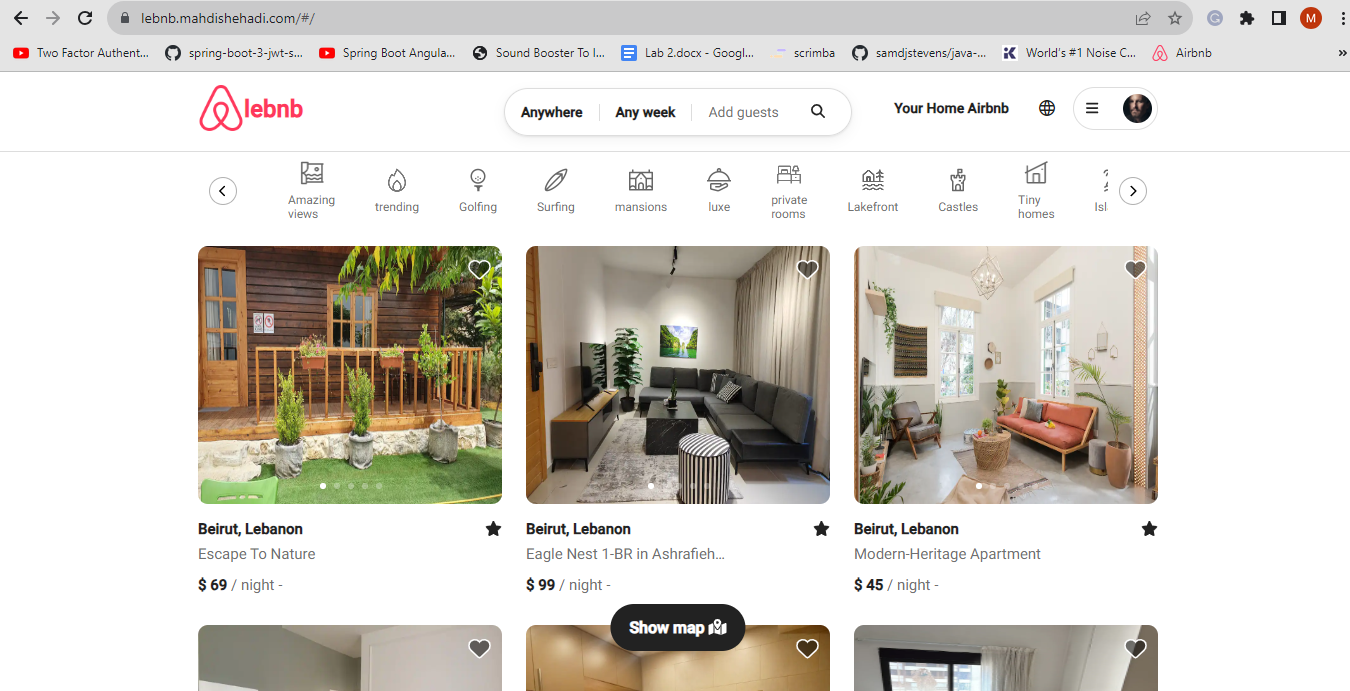 lebnb.mahdishehadi.com/#/
M
Two Factor Authent...
spring-boot-3-jwt-s...
Spring Boot Angula...
Sound Booster To I...
Lab 2.docx - Googl...
scrimba
samdjstevens/java-...
World's #1 Noise C...
Airbnb
»
lebnb
Anywhere
Any week
Add guests
Your Home Airbnb
Amazing
views
trending
Golfing
Surfing
mansions
luxe
private
rooms
Lakefront
Castles
Tiny
homes
Isl
Beirut, Lebanon
Escape To Nature
$ 69 / night -
Beirut, Lebanon
Eagle Nest 1-BR in Ashrafieh...
$ 99 / night -
Beirut, Lebanon
Modern-Heritage Apartment
$ 45 / night -
Show map